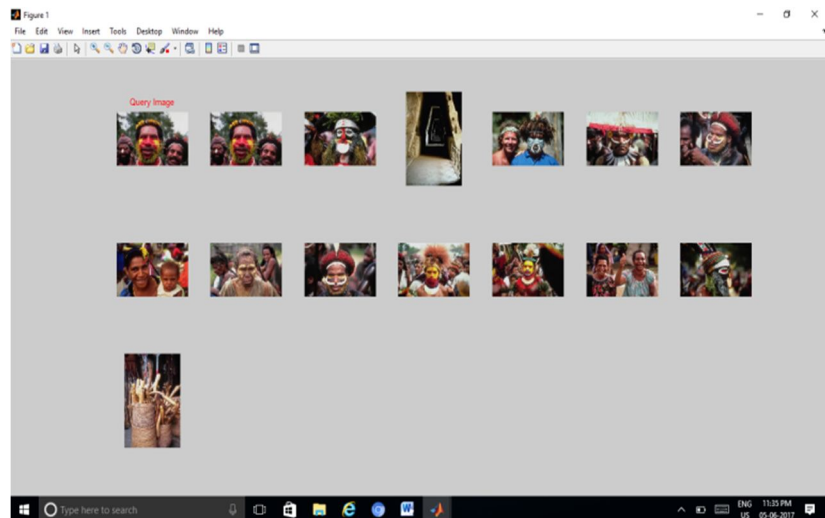 Figure 1
File Edit View Insert Tools Desktop Window Help
Query Image
Type here to search
ENG 11:35 PM
US 05-06-2017